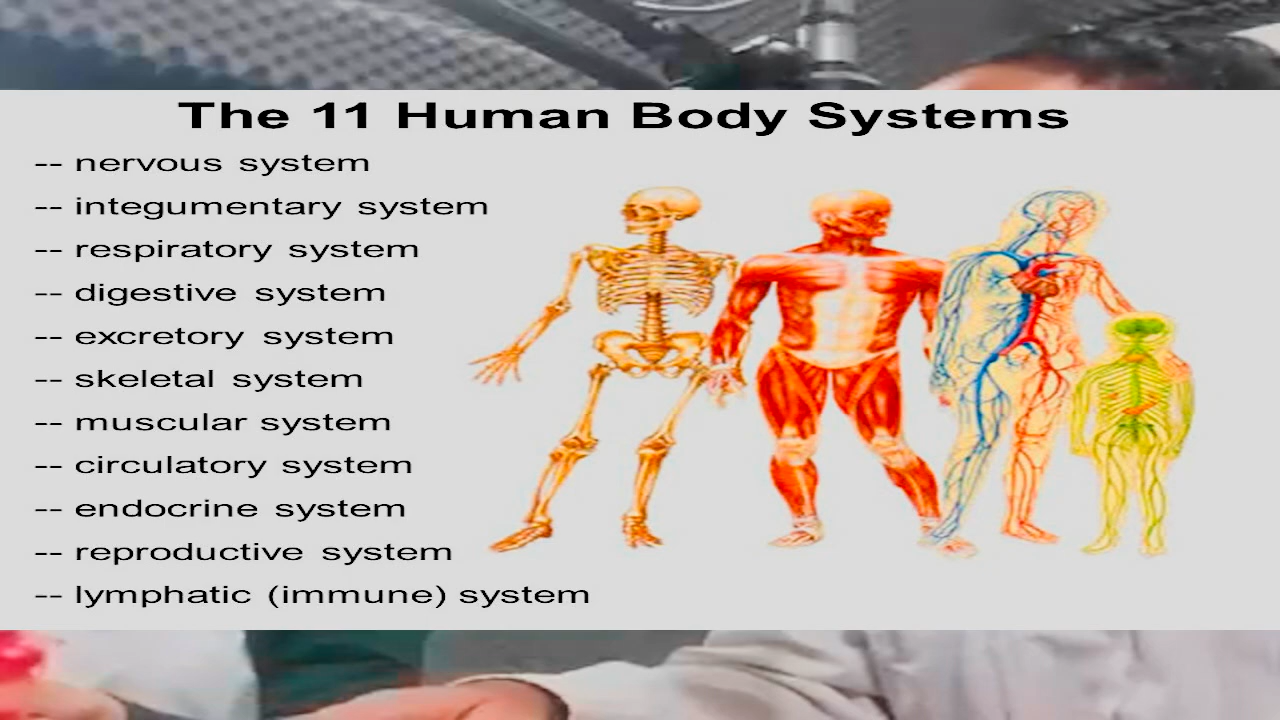 The 11 Human Body Systems
-- nervous system
-- integumentary system
-- respiratory system
-- digestive system
-- excretory system
-- skeletal system
-- muscular system
-- circulatory system
-- endocrine system
-- reproductive system
-- lymphatic (immune) system